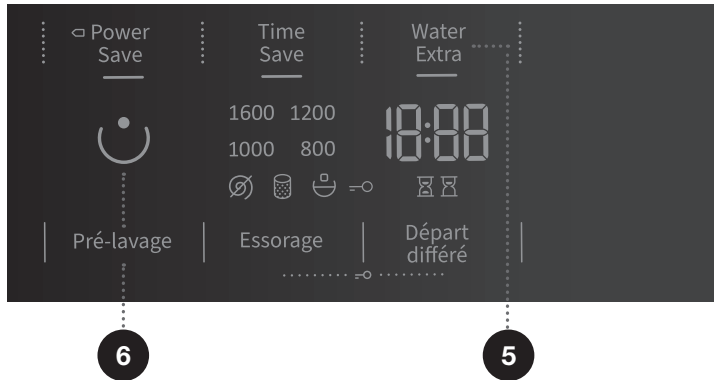 Power
Save
Time
Save
Water
Extra
1600 1200
1000 800
18:88
Pré-lavage
Essorage
Départ
différé
6
5